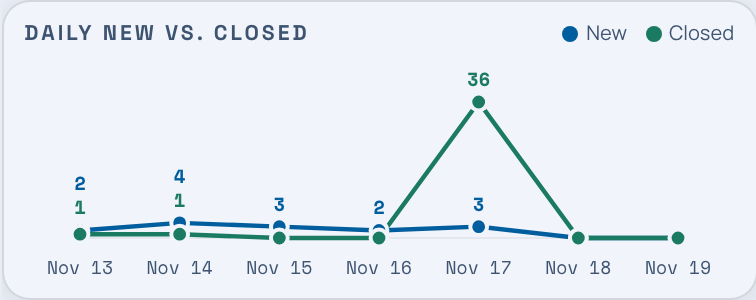 DAILY NEW VS. CLOSED
New
Closed
36
2
4
1
1
3
2
3
Nov 13
Nov 14
Nov 15
Nov 16
Nov 17
Nov 18
Nov 19